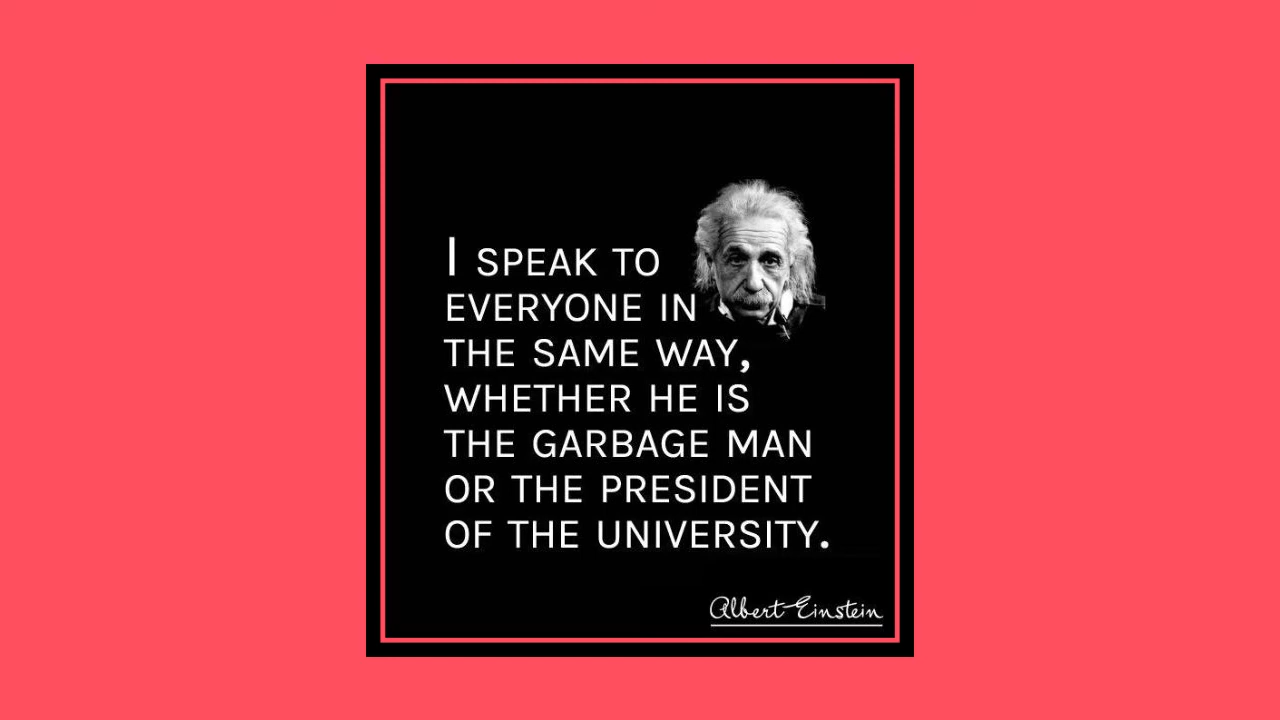 I SPEAK TO
EVERYONE IN
THE SAME WAY,
WHETHER HE IS
THE GARBAGE MAN
OR THE PRESIDENT
OF THE UNIVERSITY.
Albert Einstein